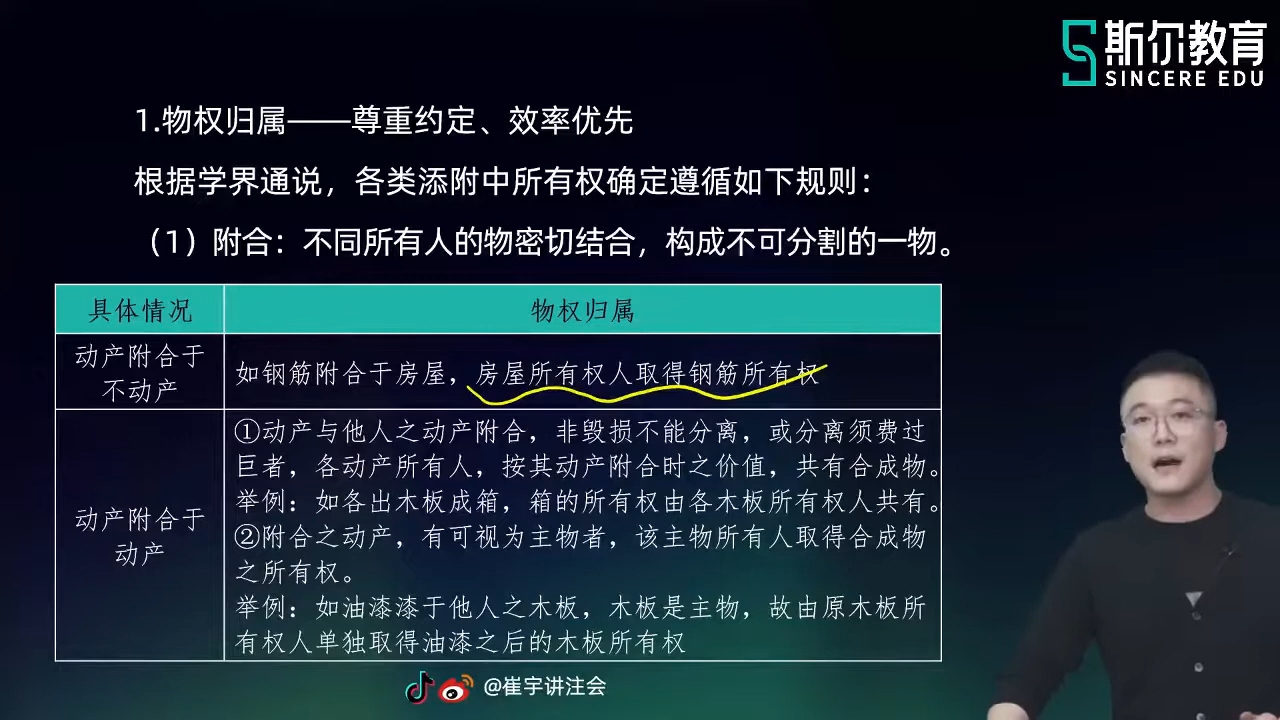 斯尔教育
SINCERE EDU
1.物权归属——尊重约定、效率优先
根据学界通说，各类添附中所有权确定遵循如下规则：
（1）附合：不同所有人的物密切结合，构成不可分割的一物。
具体情况
物权归属
动产附合于
不动产
如钢筋附合于房屋，房屋所有权人取得钢筋所有权
动产附合于
动产
①动产与他人之动产附合，非毁损不能分离，或分离须费过
巨者，各动产所有人，按其动产附合时之价值，共有合成物。
举例：如各出木板成箱，箱的所有权由各木板所有权人共有。
②附合之动产，有可视为主物者，该主物所有人取得合成物
之所有权。
举例：如油漆漆于他人之木板，木板是主物，故由原木板所
有权人单独取得油漆之后的木板所有权
@崔宇讲注会